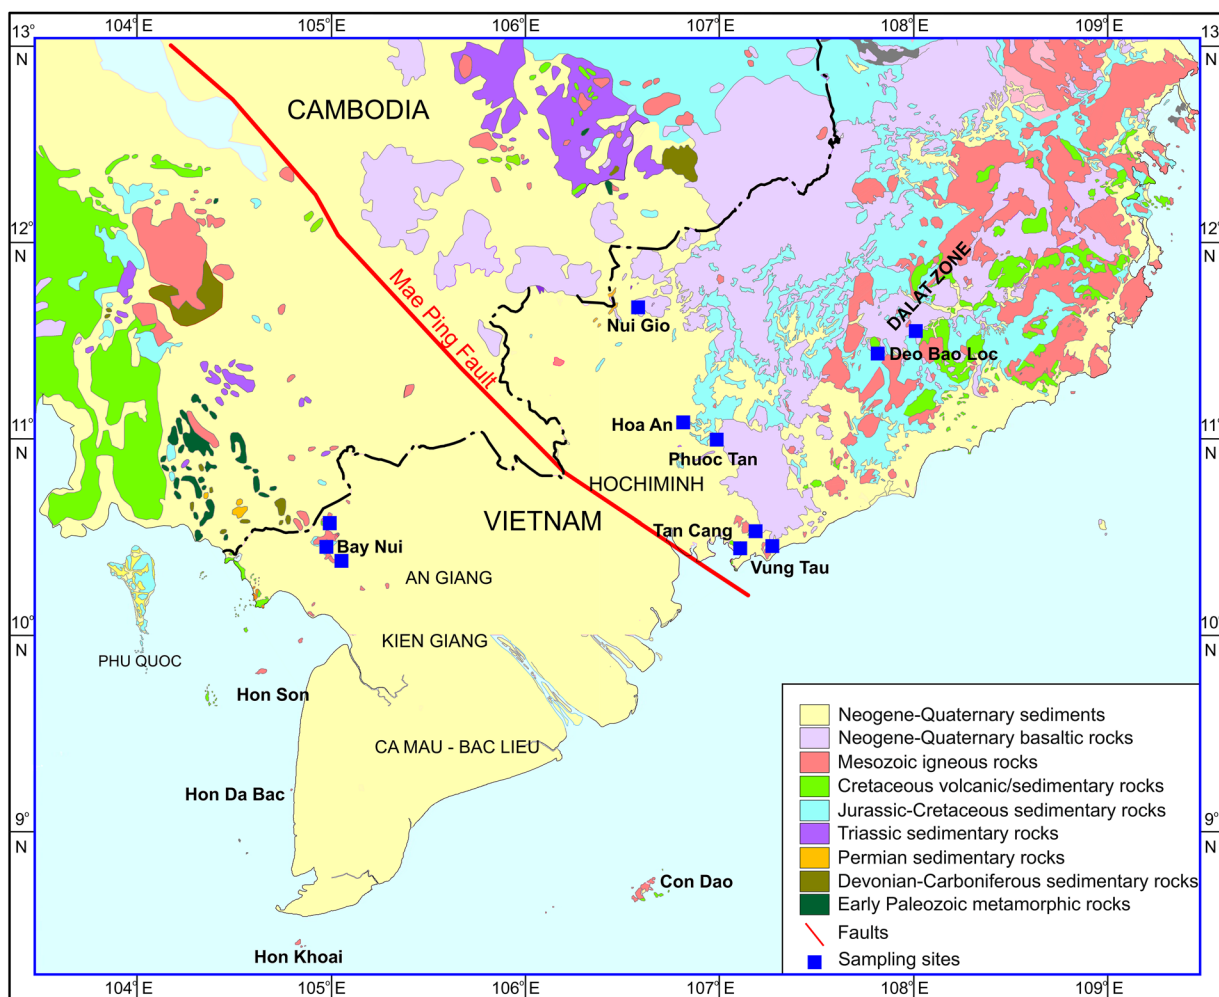 104°E 105°E 106°E 107°E 108°E 109°E
13° N
13 N
CAMBODIA
12° N
12° N
DALAT ZONE
Mae Ping Fault
Nui Gio
Deo Bao Loc
Hoa An
11° N
11° N
Phuoc Tan
HOCHIMINH
VIETNAM
Tan Cang
Bay Nui
Vung Tau
AN GIANG
10° N
10° N
KIEN GIANG
PHU QUOC
Hon Son
CA MAU - BAC LIEU
Hon Da Bac
9° N
9° N
Con Dao
Hon Khoai
Neogene-Quaternary sediments
Neogene-Quaternary basaltic rocks
Mesozoic igneous rocks
Cretaceous volcanic/sedimentary rocks
Jurassic-Cretaceous sedimentary rocks
Triassic sedimentary rocks
Permian sedimentary rocks
Devonian-Carboniferous sedimentary rocks
Early Paleozoic metamorphic rocks
Faults
Sampling sites
104°E 105°E 106°E 107°E 108°E 109°E